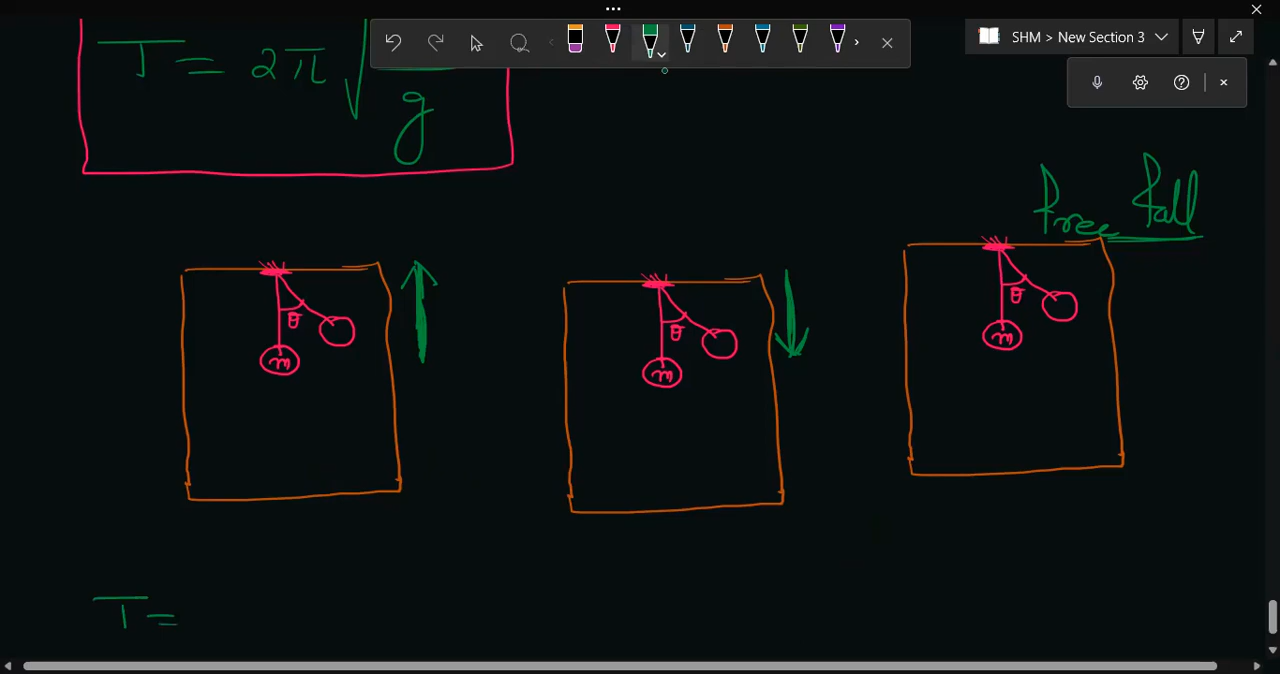 SHM > New Section 3
T = 2π√
g
Free fall
θ
m
θ
m
θ
m
T =